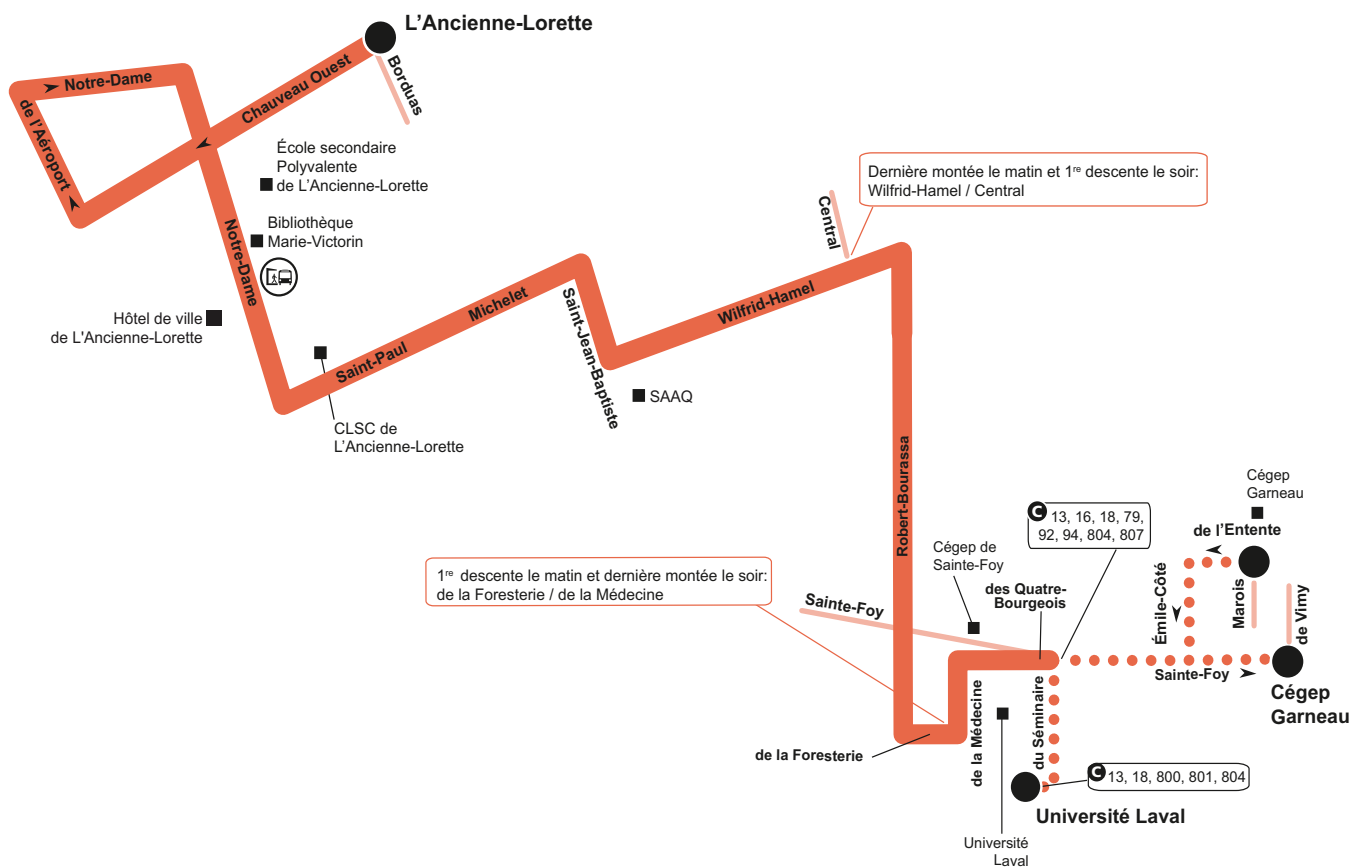 L'Ancienne-Lorette
Borduas
Chauveau Ouest
Notre-Dame
de l'Aéroport
École secondaire
Polyvalente
de L'Ancienne-Lorette
Bibliothèque
Marie-Victorin
Notre-Dame
Hôtel de ville
de L'Ancienne-Lorette
CLSC de
L'Ancienne-Lorette
Saint-Paul
Michelet
Saint-Jean-Baptiste
SAAQ
Wilfrid-Hamel
Central
Dernière montée le matin et 1re descente le soir:
Wilfrid-Hamel / Central
Robert-Bourassa
1re descente le matin et dernière montée le soir:
de la Foresterie / de la Médecine
Sainte-Foy
Cégep de
Sainte-Foy
des Quatre-
Bourgeois
C 13, 16, 18, 79,
92, 94, 804, 807
Cégep
Garneau
de l'Entente
Émile-Côté
Marois
de Vimy
Sainte-Foy
Cégep
Garneau
de la Foresterie
de la Médecine
du Séminaire
C 13, 18, 800, 801, 804
Université Laval
Université
Laval